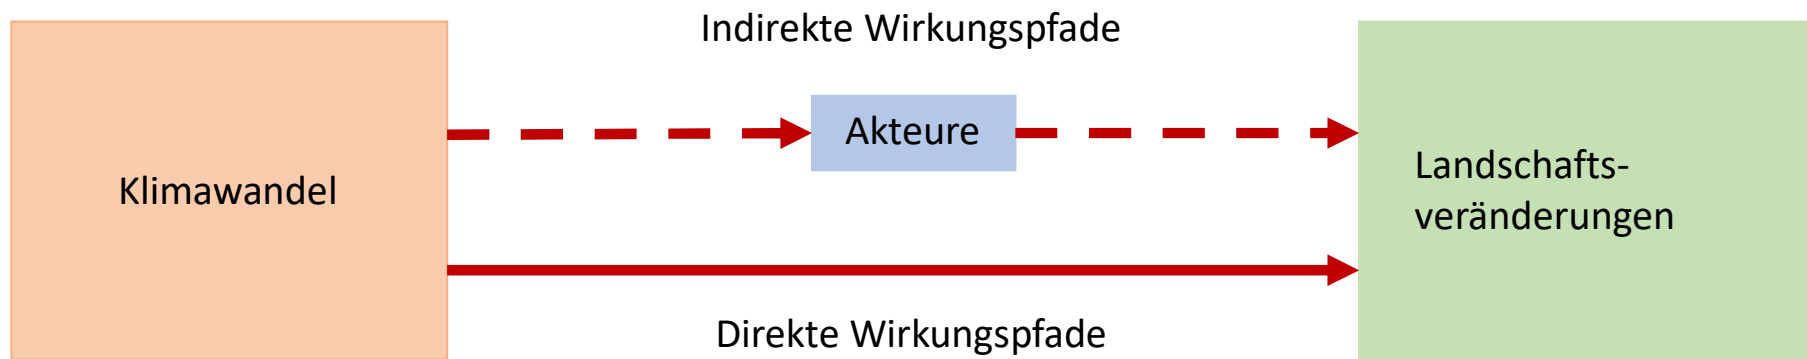 Indirekte Wirkungspfade
Akteure
Klimawandel
Landschafts-
veränderungen
Direkte Wirkungspfade